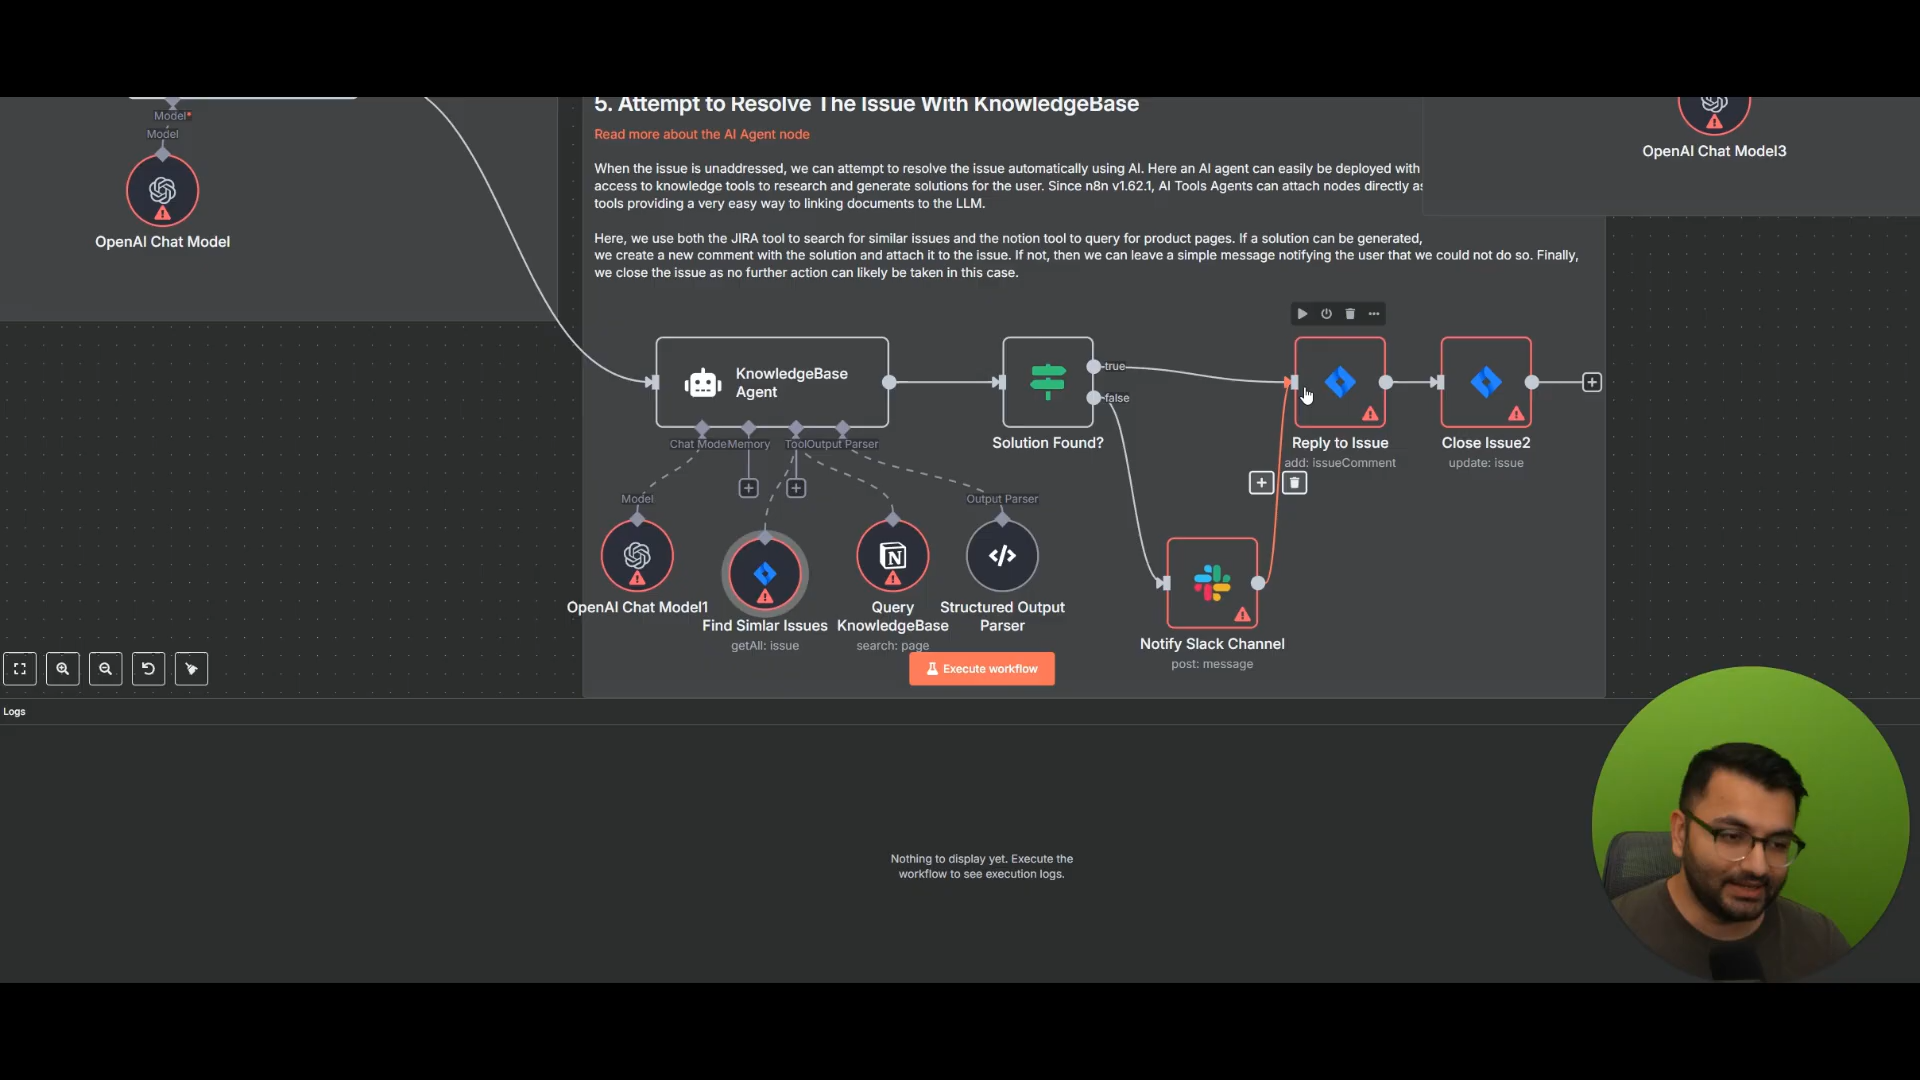 5. Attempt to Resolve The Issue With KnowledgeBase
Read more about the AI Agent node
When the issue is unaddressed, we can attempt to resolve the issue automatically using AI. Here an AI agent can easily be deployed with
access to knowledge tools to research and generate solutions for the user. Since n8n v1.62.1, AI Tools Agents can attach nodes directly as
tools providing a very easy way to linking documents to the LLM.
Here, we use both the JIRA tool to search for similar issues and the notion tool to query for product pages. If a solution can be generated,
we create a new comment with the solution and attach it to the issue. If not, then we can leave a simple message notifying the user that we could not do so. Finally,
we close the issue as no further action can likely be taken in this case.
Model*
Model
OpenAI Chat Model
OpenAI Chat Model3
KnowledgeBase
Agent
Chat Mode
Memory
Tool
Output Parser
true
false
Solution Found?
Reply to Issue
add: issueComment
Close Issue2
update: issue
Model
OpenAI Chat Model1
Find Simlar Issues
getAll: issue
N
Query
KnowledgeBase
search: page
Output Parser
Structured Output
Parser
Notify Slack Channel
post: message
Execute workflow
Logs
Nothing to display yet. Execute the
workflow to see execution logs.